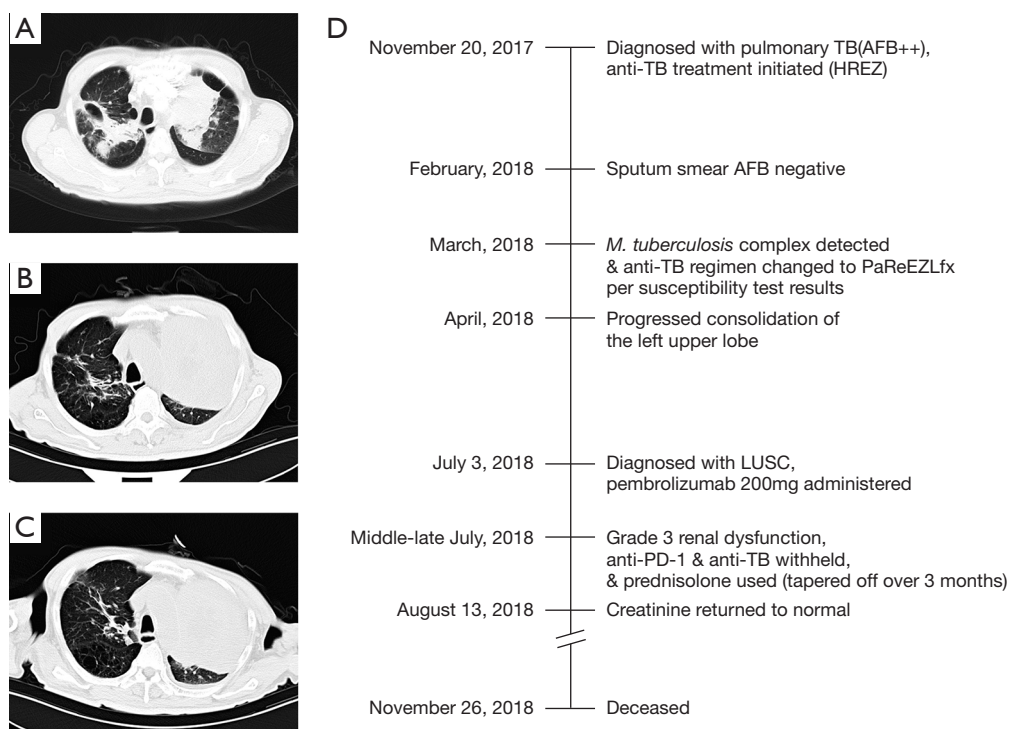 A
B
C
D
November 20, 2017
Diagnosed with pulmonary TB(AFB++),
anti-TB treatment initiated (HREZ)
February, 2018
Sputum smear AFB negative
March, 2018
M. tuberculosis complex detected
& anti-TB regimen changed to PaReEZLfx
per susceptibility test results
April, 2018
Progressed consolidation of
the left upper lobe
July 3, 2018
Diagnosed with LUSC,
pembrolizumab 200mg administered
Middle-late July, 2018
Grade 3 renal dysfunction,
anti-PD-1 & anti-TB withheld,
& prednisolone used (tapered off over 3 months)
August 13, 2018
Creatinine returned to normal
November 26, 2018
Deceased